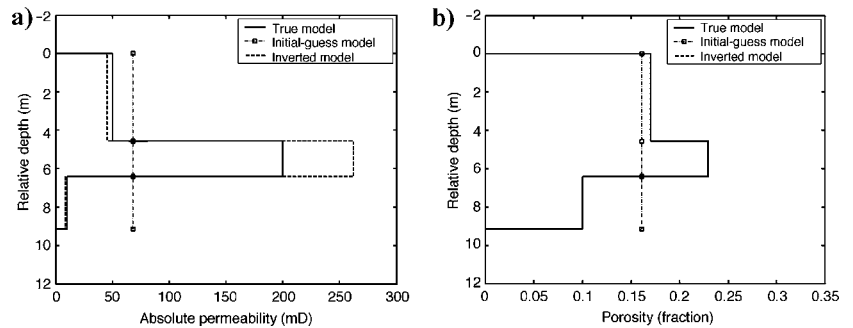 a)
−2
0
2
4
6
8
10
12
Relative depth (m)
True model
Initial-guess model
Inverted model
0
50
100
150
200
250
300
Absolute permeability (mD)
b)
−2
0
2
4
6
8
10
12
Relative depth (m)
True model
Initial-guess model
Inverted model
0
0.05
0.1
0.15
0.2
0.25
0.3
0.35
Porosity (fraction)